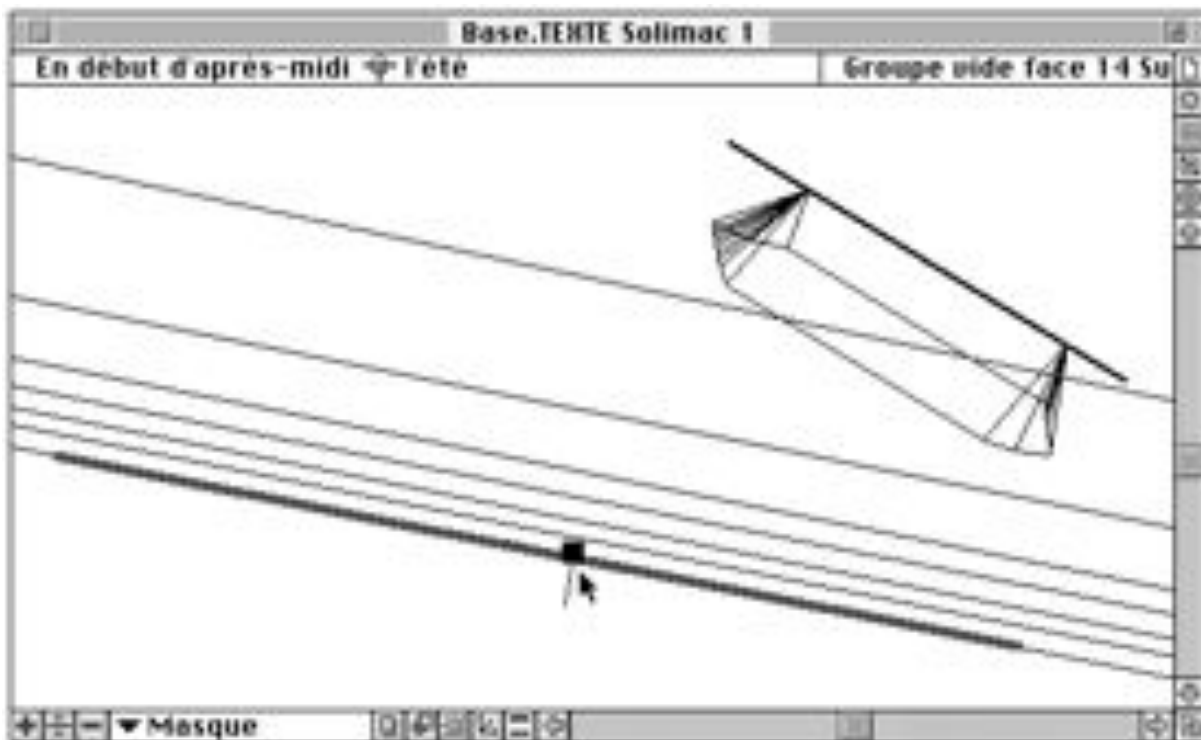 Base.TEXTE Solimac 1
En début d'après-midi l'été
Groupe vide face 14 Su
Masque